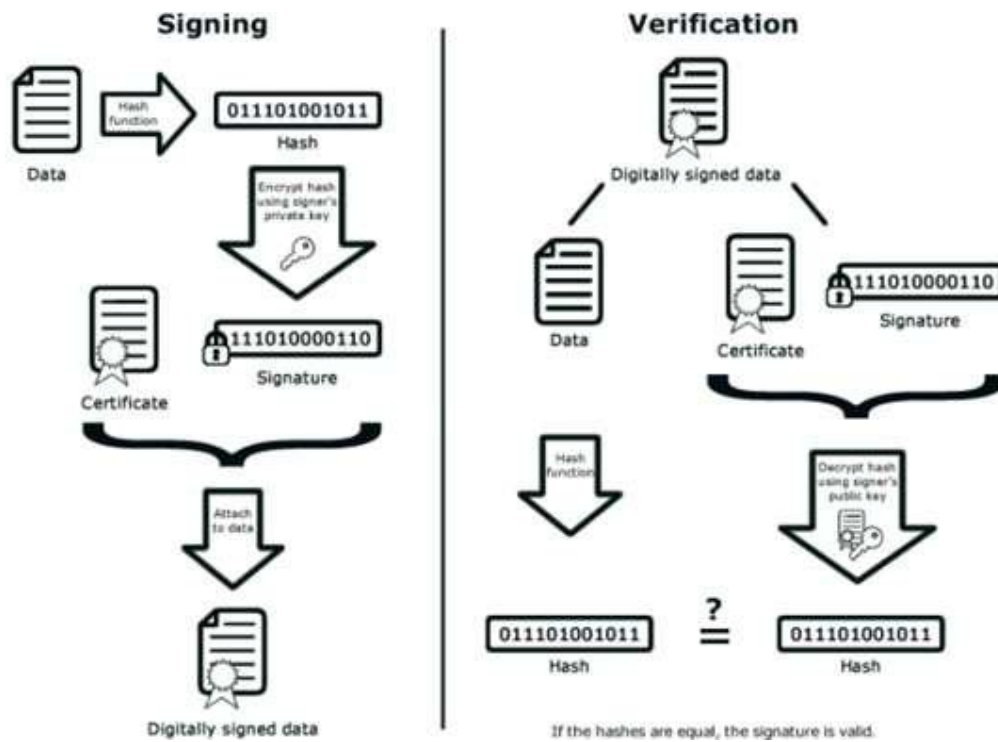 Signing
Hash
function
011101001011
Hash
Data
Encrypt hash
using signer's
private key
111010000110
Signature
Certificate
Attach
to data
Digitally signed data
Verification
Digitally signed data
Data
111010000110
Signature
Certificate
Hash
function
Decrypt hash
using signer's
public key
011101001011
Hash
?
=
011101001011
Hash
If the hashes are equal, the signature is valid.